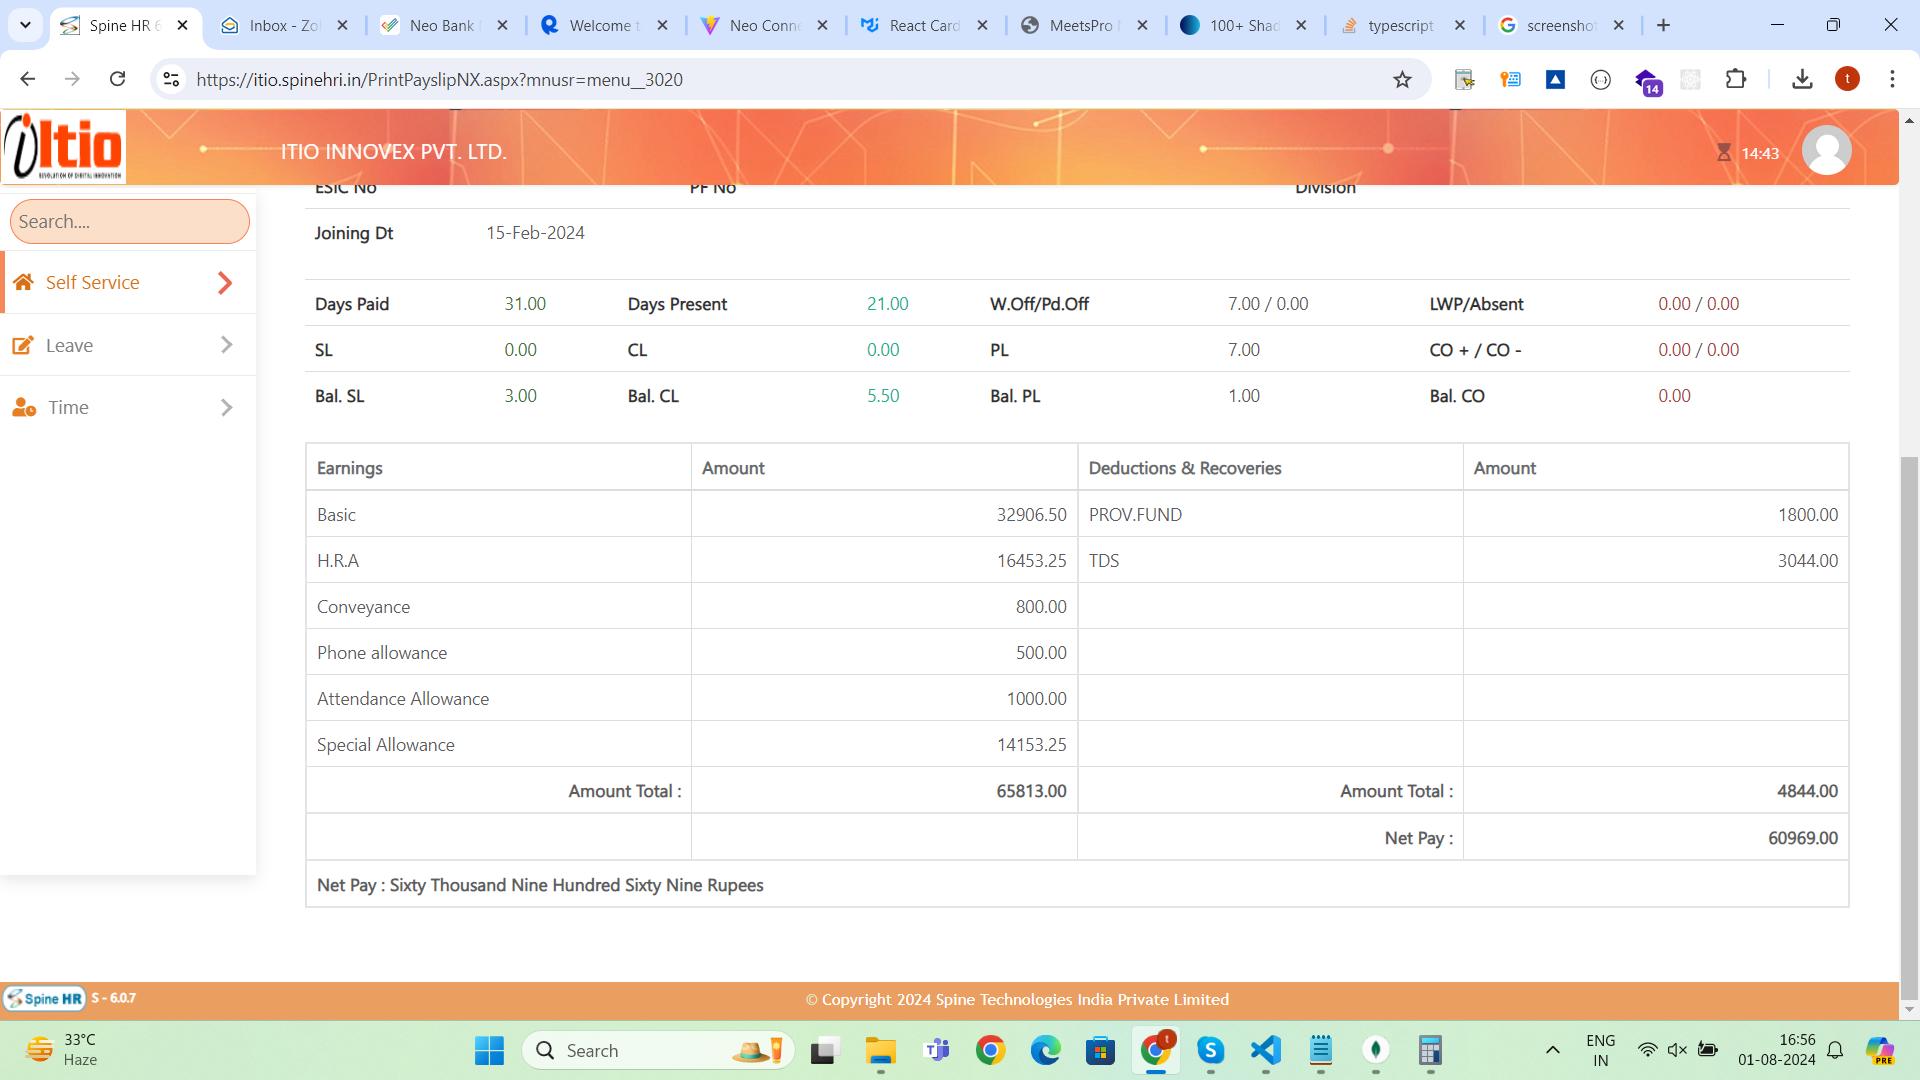 Spine HR 6
Inbox - Zoh
Neo Bank
Welcome t
Neo Conne
React Card
MeetsPro
100+ Shad
typescript
screenshot
https://itio.spinehri.in/PrintPayslipNX.aspx?mnusr=menu__3020
14
t
itio
REVOLUTION OF DIGITAL INNOVATION
ITIO INNOVEX PVT. LTD.
14:43
ESIC No PF No Division
Search....
Joining Dt 15-Feb-2024
Self Service
Leave
Time
Days Paid 31.00 Days Present 21.00 W.Off/Pd.Off 7.00 / 0.00 LWP/Absent 0.00 / 0.00
SL 0.00 CL 0.00 PL 7.00 CO + / CO - 0.00 / 0.00
Bal. SL 3.00 Bal. CL 5.50 Bal. PL 1.00 Bal. CO 0.00
Earnings Amount Deductions & Recoveries Amount
Basic 32906.50 PROV.FUND 1800.00
H.R.A 16453.25 TDS 3044.00
Conveyance 800.00
Phone allowance 500.00
Attendance Allowance 1000.00
Special Allowance 14153.25
Amount Total : 65813.00 Amount Total : 4844.00
Net Pay : 60969.00
Net Pay : Sixty Thousand Nine Hundred Sixty Nine Rupees
Spine HR S - 6.0.7
© Copyright 2024 Spine Technologies India Private Limited
33°C
Haze
Search
t
ENG
IN
16:56
01-08-2024
PRE